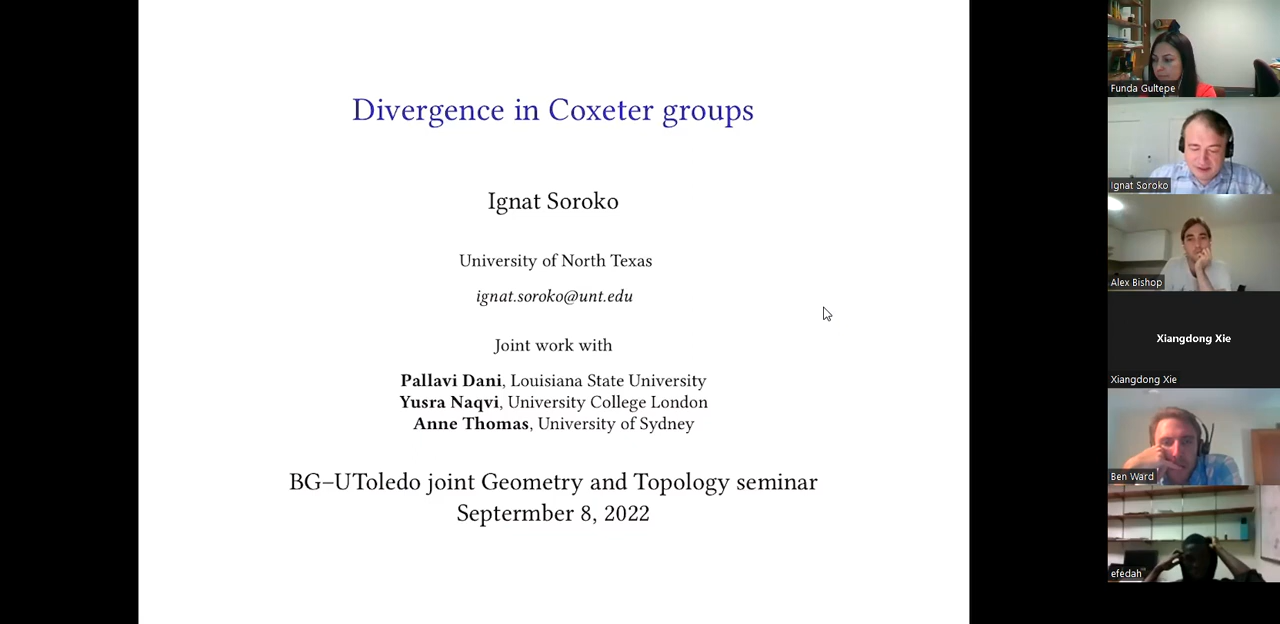 Divergence in Coxeter groups
Ignat Soroko
University of North Texas
ignat.soroko@unt.edu
Joint work with
Pallavi Dani, Louisiana State University
Yusra Naqvi, University College London
Anne Thomas, University of Sydney
BG–UToledo joint Geometry and Topology seminar
Septermber 8, 2022
Funda Gultepe
Ignat Soroko
Alex Bishop
Xiangdong Xie
Xiangdong Xie
Ben Ward
efedah